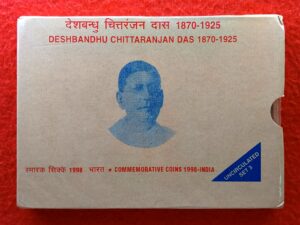 देशबन्धु चित्तरंजन दास 1870-1925
DESHBANDHU CHITTARANJAN DAS 1870-1925
स्मारक सिक्के 1998 भारत ★ COMMEMORATIVE COINS 1998-INDIA
UNCIRCULATED
SET 3